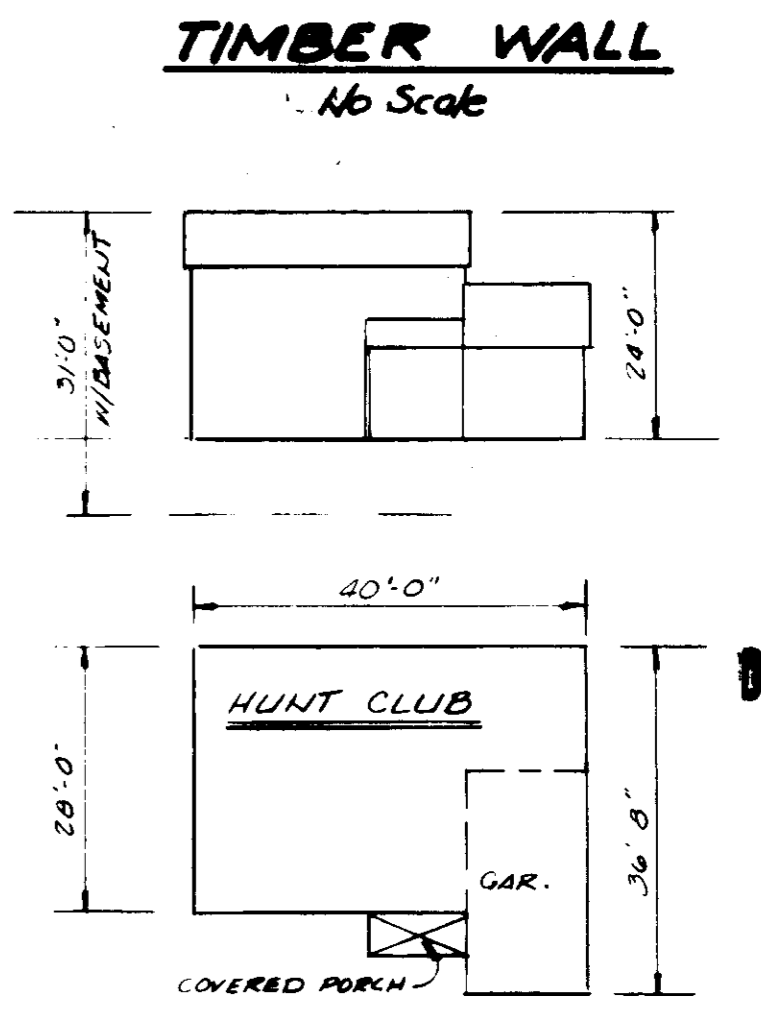 TIMBER WALL
No Scale
31'-0"
W/BASEMENT
24'-0"
40'-0"
HUNT CLUB
28'-0"
36' 8"
GAR.
COVERED PORCH